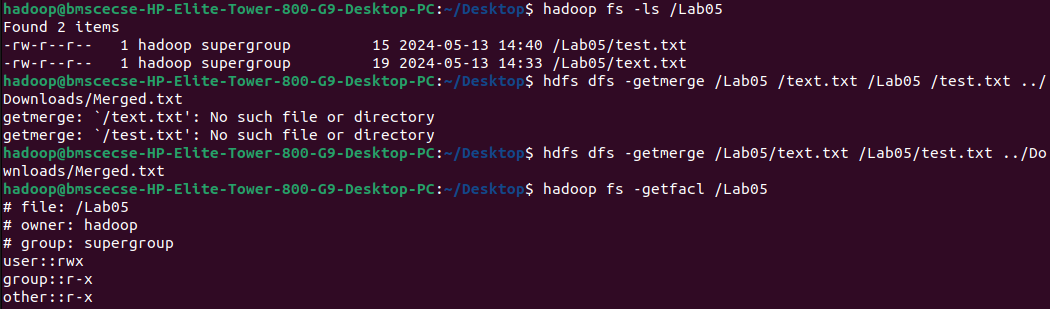 hadoop@bmscecse-HP-Elite-Tower-800-G9-Desktop-PC:~/Desktop$ hadoop fs -ls /Lab05
Found 2 items
-rw-r--r--   1 hadoop supergroup         15 2024-05-13 14:40 /Lab05/test.txt
-rw-r--r--   1 hadoop supergroup         19 2024-05-13 14:33 /Lab05/text.txt
hadoop@bmscecse-HP-Elite-Tower-800-G9-Desktop-PC:~/Desktop$ hdfs dfs -getmerge /Lab05 /text.txt /Lab05 /test.txt ../
Downloads/Merged.txt
getmerge: `/text.txt': No such file or directory
getmerge: `/test.txt': No such file or directory
hadoop@bmscecse-HP-Elite-Tower-800-G9-Desktop-PC:~/Desktop$ hdfs dfs -getmerge /Lab05/text.txt /Lab05/test.txt ../Do
wnloads/Merged.txt
hadoop@bmscecse-HP-Elite-Tower-800-G9-Desktop-PC:~/Desktop$ hadoop fs -getfacl /Lab05
# file: /Lab05
# owner: hadoop
# group: supergroup
user::rwx
group::r-x
other::r-x